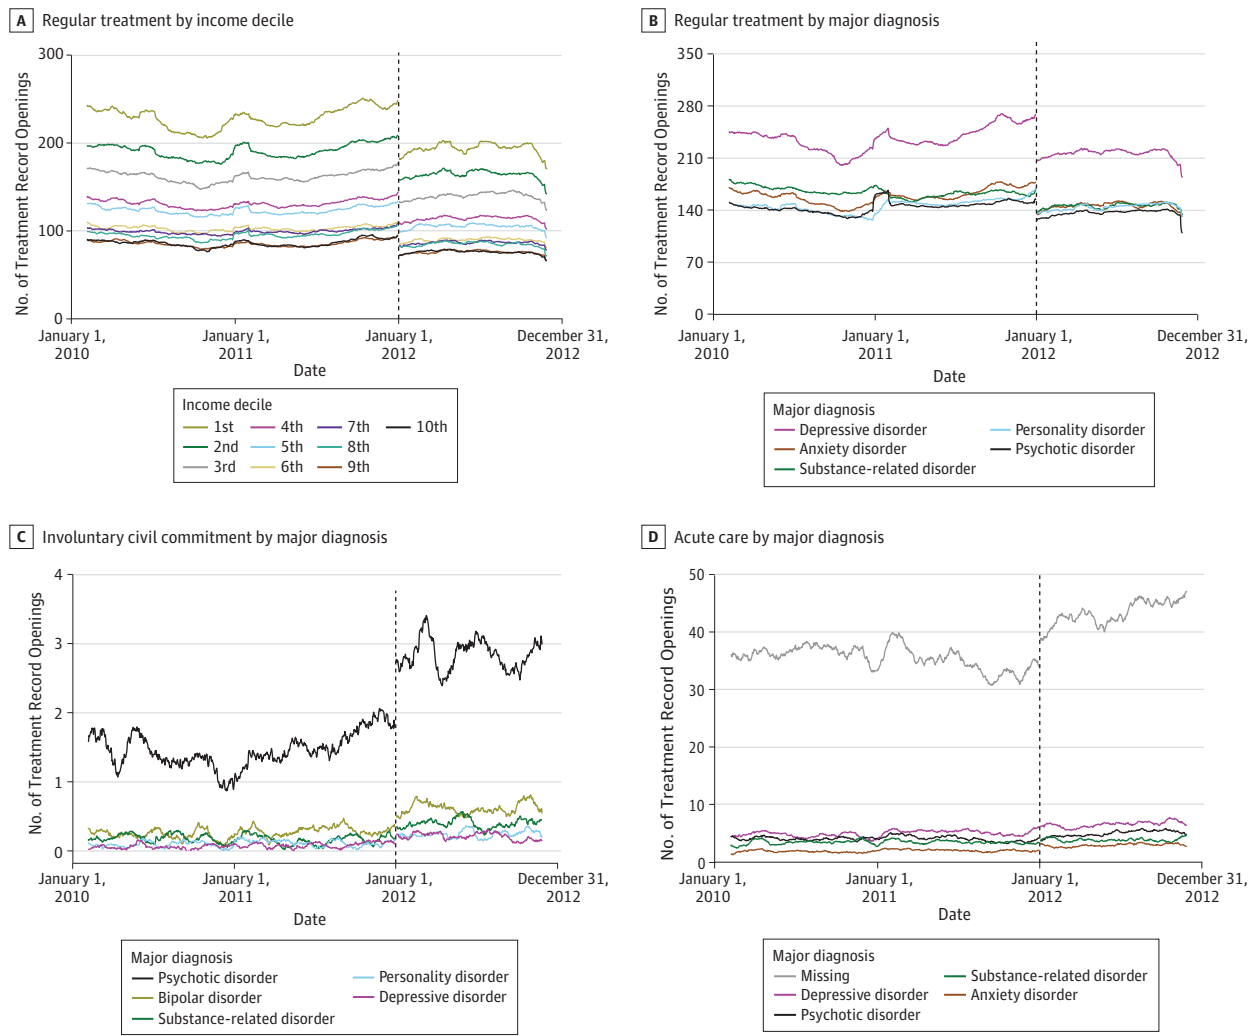 A Regular treatment by income decile
No. of Treatment Record Openings
300
200
100
0
January 1,
2010
January 1,
2011
January 1,
2012
December 31,
2012
Date
Income decile
1st
4th
7th
10th
2nd
5th
8th
3rd
6th
9th
B Regular treatment by major diagnosis
No. of Treatment Record Openings
350
280
210
140
70
0
January 1,
2010
January 1,
2011
January 1,
2012
December 31,
2012
Date
Major diagnosis
Depressive disorder
Personality disorder
Anxiety disorder
Psychotic disorder
Substance-related disorder
C Involuntary civil commitment by major diagnosis
No. of Treatment Record Openings
4
3
2
1
0
January 1,
2010
January 1,
2011
January 1,
2012
December 31,
2012
Date
Major diagnosis
Psychotic disorder
Personality disorder
Bipolar disorder
Depressive disorder
Substance-related disorder
D Acute care by major diagnosis
No. of Treatment Record Openings
50
40
30
20
10
0
January 1,
2010
January 1,
2011
January 1,
2012
December 31,
2012
Date
Major diagnosis
Missing
Substance-related disorder
Depressive disorder
Anxiety disorder
Psychotic disorder